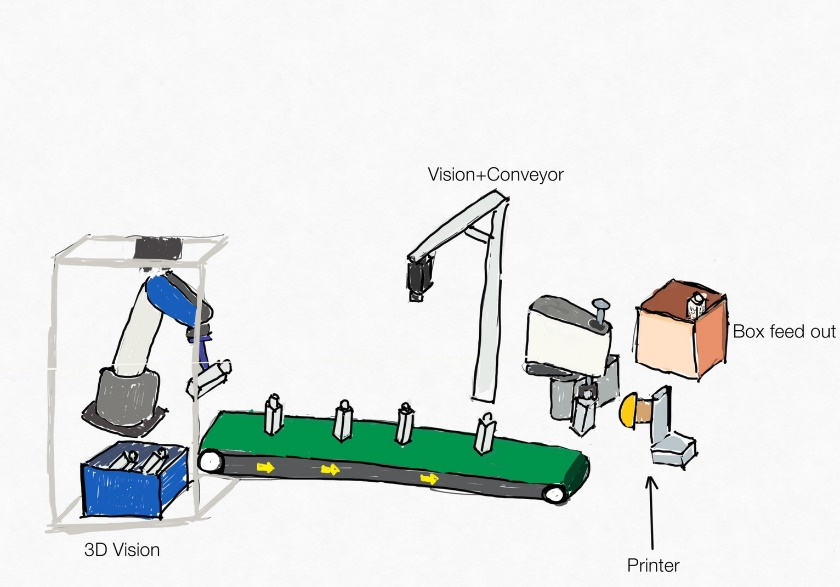 Vision+Conveyor
Box feed out
3D Vision
Printer